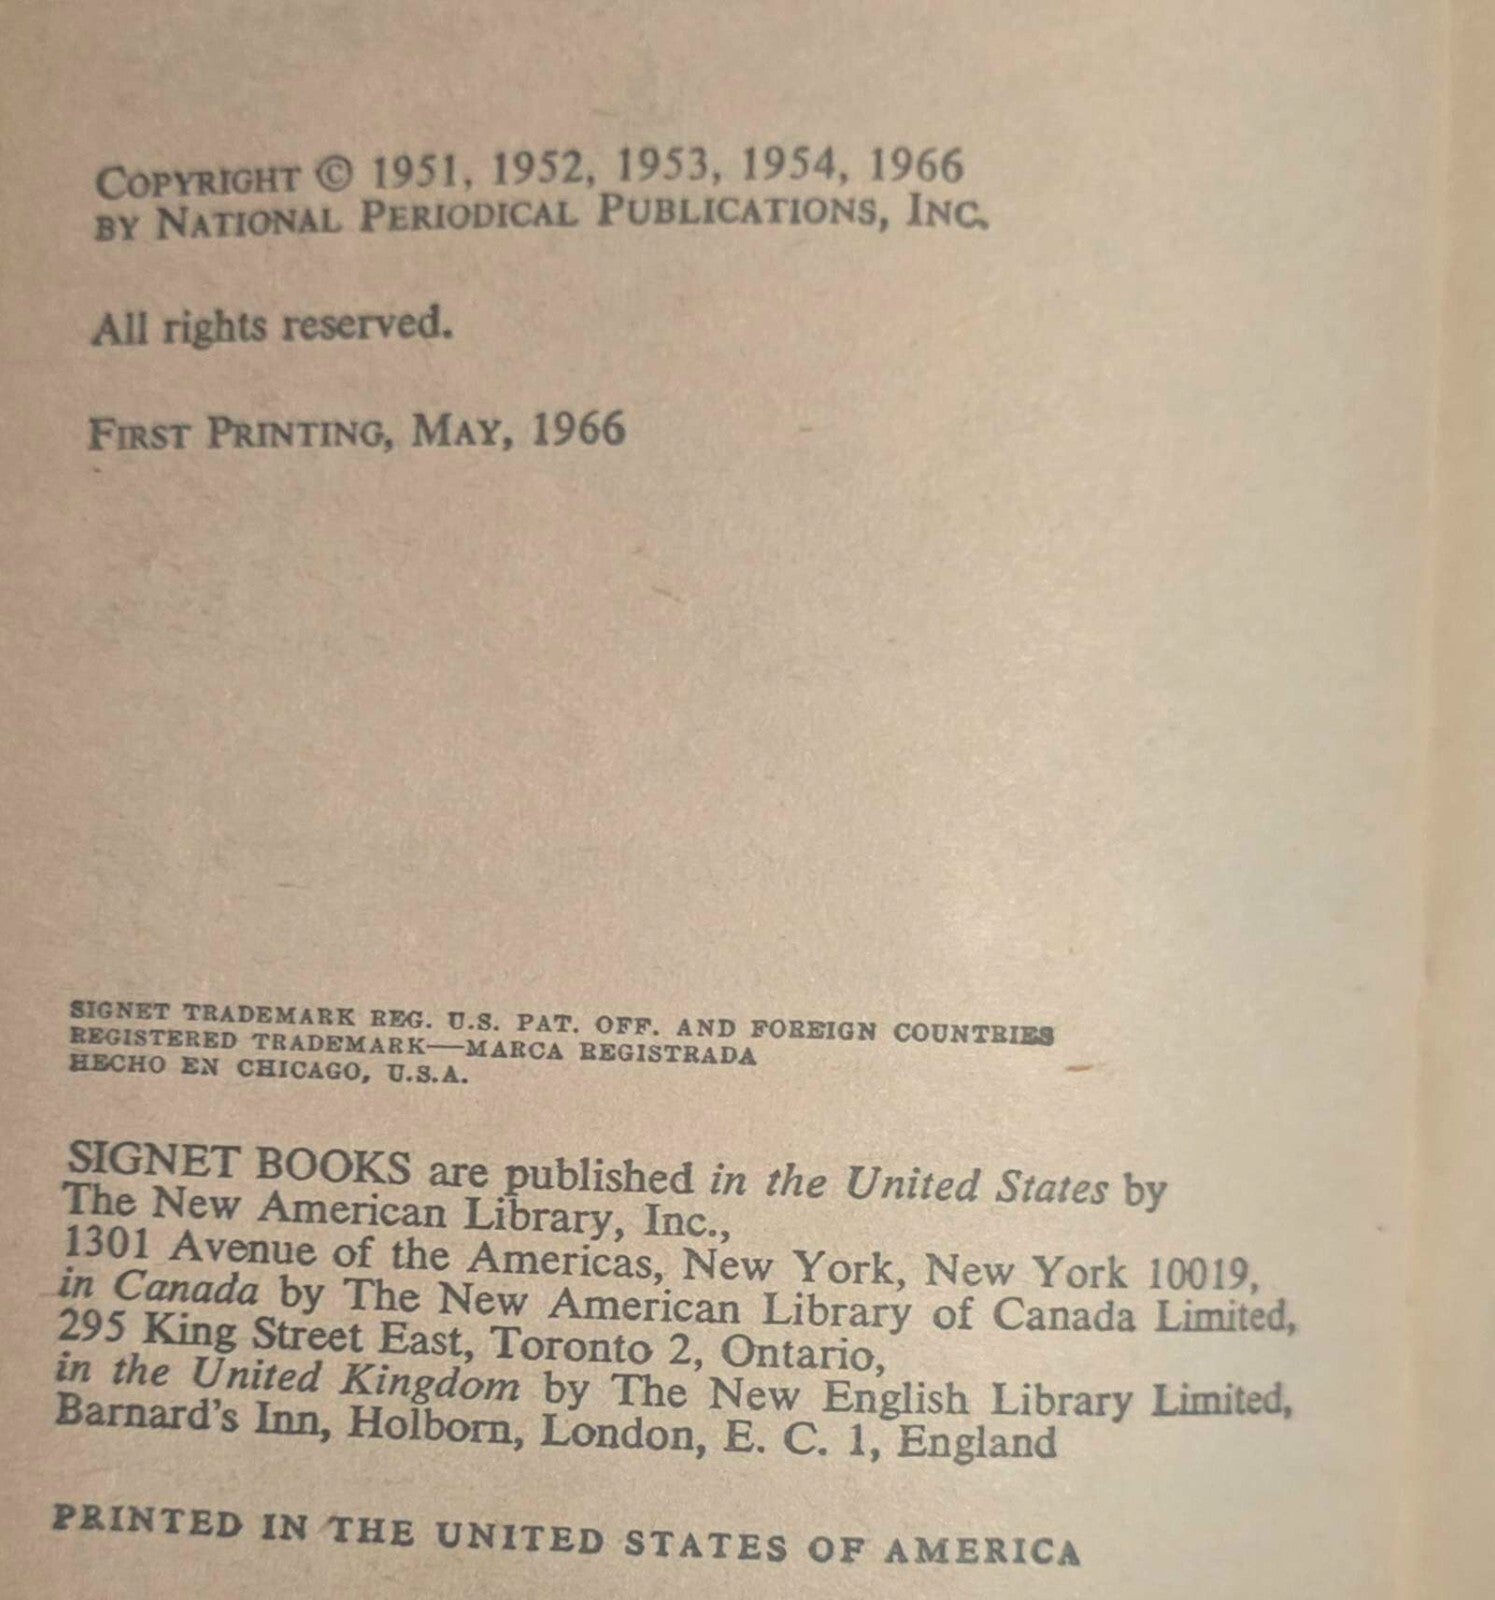 COPYRIGHT © 1951, 1952, 1953, 1954, 1966
BY NATIONAL PERIODICAL PUBLICATIONS, INC.
All rights reserved.
FIRST PRINTING, MAY, 1966
SIGNET TRADEMARK REG. U.S. PAT. OFF. AND FOREIGN COUNTRIES
REGISTERED TRADEMARK—MARCA REGISTRADA
HECHO EN CHICAGO, U.S.A.
SIGNET BOOKS are published in the United States by
The New American Library, Inc.,
1301 Avenue of the Americas, New York, New York 10019,
in Canada by The New American Library of Canada Limited,
295 King Street East, Toronto 2, Ontario,
in the United Kingdom by The New English Library Limited,
Barnard's Inn, Holborn, London, E. C. 1, England
PRINTED IN THE UNITED STATES OF AMERICA